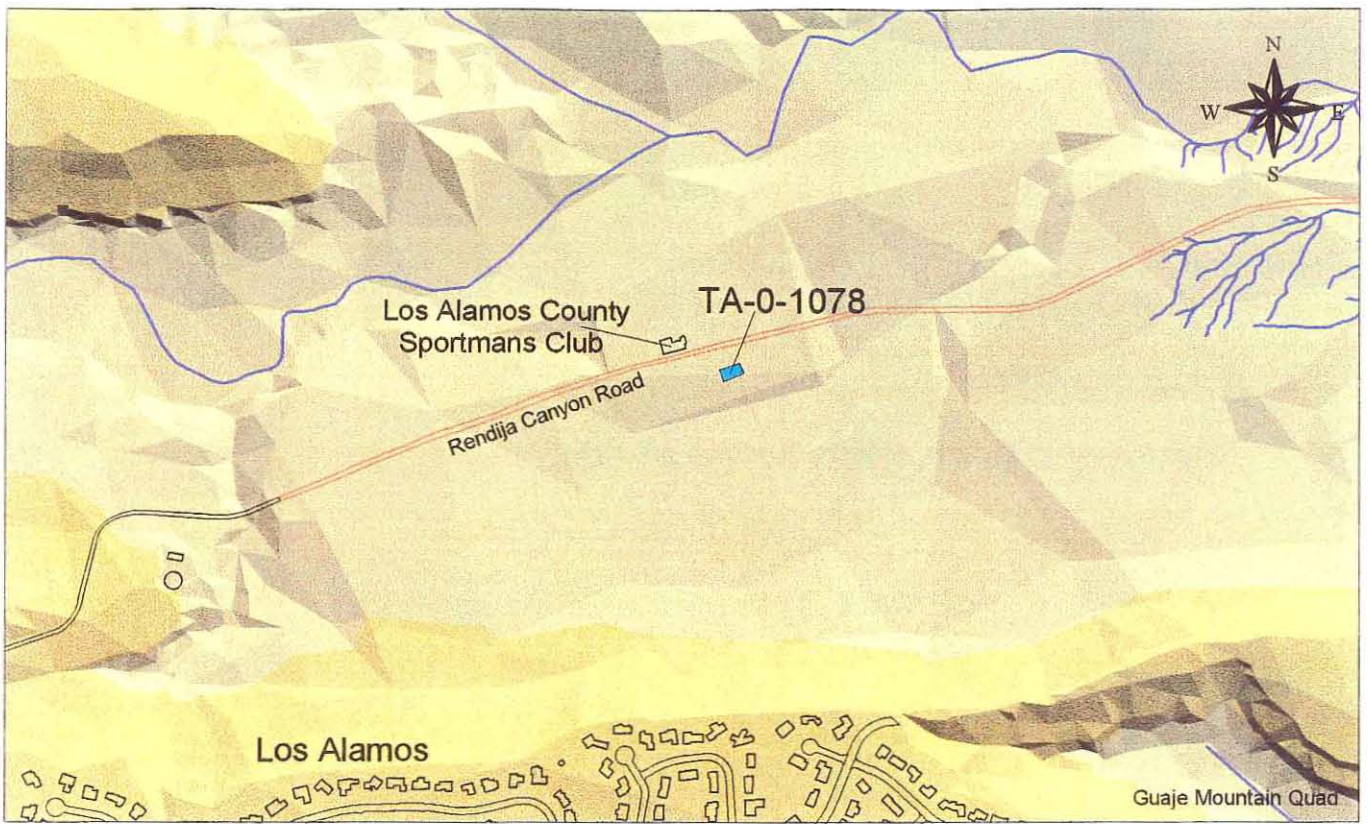 N
W E
S
Los Alamos County
Sportmans Club
TA-0-1078
Rendija Canyon Road
Los Alamos
Guaje Mountain Quad